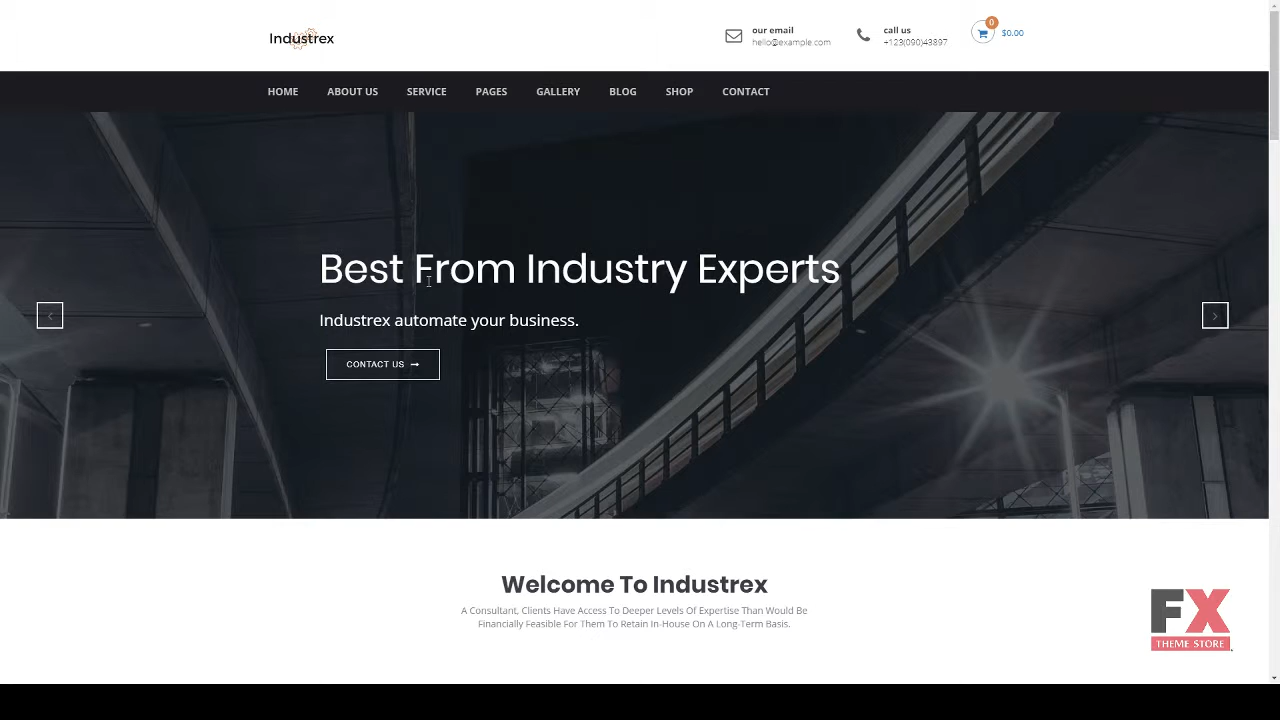 Industrex
our email
hello@example.com
call us
+123(090)43897
0
$0.00
HOME ABOUT US SERVICE PAGES GALLERY BLOG SHOP CONTACT
Best From Industry Experts
Industrex automate your business.
CONTACT US
Welcome To Industrex
A Consultant, Clients Have Access To Deeper Levels Of Expertise Than Would Be
Financially Feasible For Them To Retain In-House On A Long-Term Basis.
FX
THEME STORE